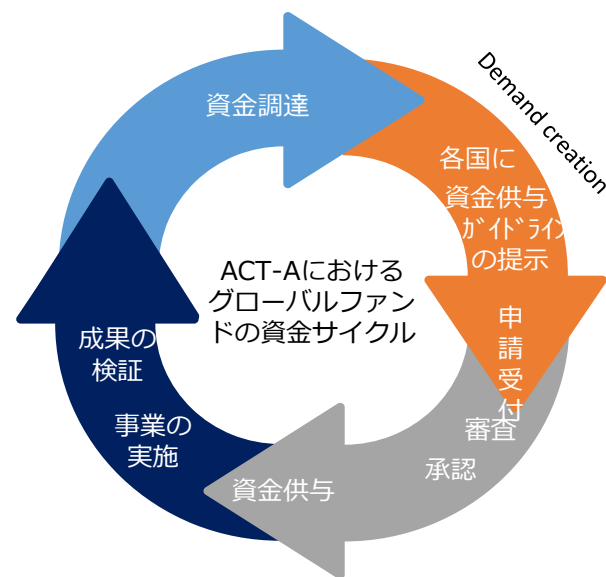 資金調達
Demand creation
各国に
資金供与
ｶﾞｲﾄﾞﾗｲﾝ
の提示
申請受付
審査
承認
資金供与
事業の
実施
成果の
検証
ACT-Aにおける
グローバルファン
ドの資金サイクル